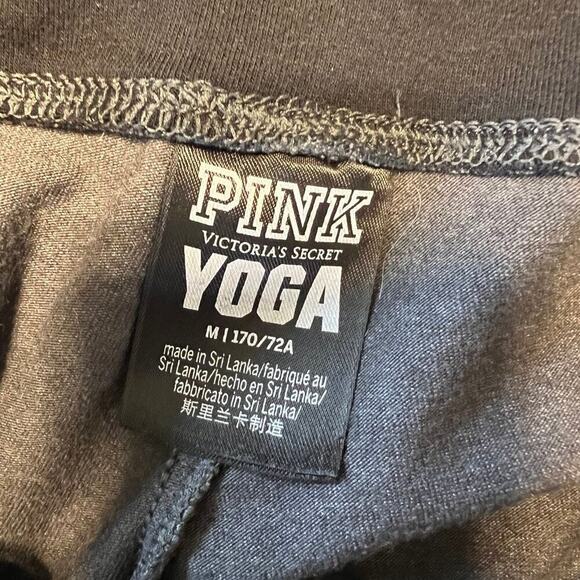 PINK
VICTORIA'S SECRET
YOGA
M | 170/72A
made in Sri Lanka/fabriqué au
Sri Lanka/hecho en Sri Lanka/
fabbricato in Sri Lanka/
斯里兰卡制造